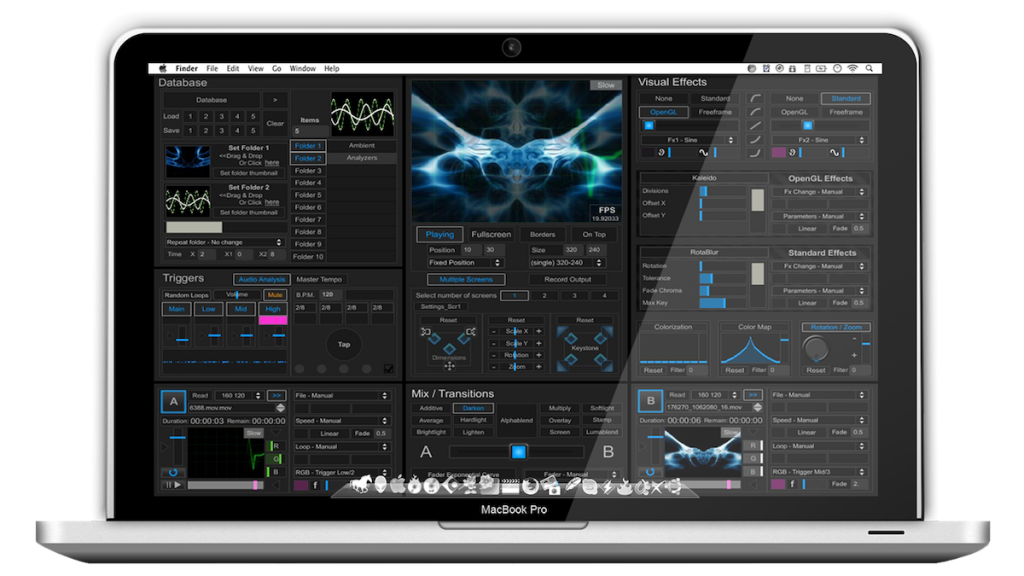 Finder File Edit View Go Window Help
Database
Database >
Load 1 2 3 4 5 Clear
Save 1 2 3 4 5
Items
5
Set Folder 1
<<Drag & Drop
Or Click here
Set folder thumbnail
Set Folder 2
<<Drag & Drop
Or Click here
Set folder thumbnail
Repeat folder - No change
Time X 2 X1 0 X2 8
Folder 1 Ambient
Folder 2 Analyzers
Folder 3
Folder 4
Folder 5
Folder 6
Folder 7
Folder 8
Folder 9
Folder 10
Triggers Audio Analysis Master Tempo
Random Loops Volume Mute B.P.M. 129
Main Low Mid High 2/8 2/8 2/8 2/8
Tap
Slow
FPS
19.92033
Playing Fullscreen Borders On Top
Position 10 30 Size 320 240
Fixed Position (single) 320-240
Multiple Screens Record Output
Select number of screens 1 2 3 4
Settings_Scr1
Reset Reset Reset
Dimensions
- Scale X +
- Scale Y +
- Rotation +
- Zoom +
Keystone
Visual Effects
None Standard None Standard
OpenGL Freeframe OpenGL Freeframe
Fx1 - Sine Fx2 - Sine
Kaleido
Divisions
Offset X
Offset Y
OpenGL Effects
Fx Change - Manual
Parameters - Manual
Linear Fade 0.5
RotaBlur
Rotation
Tolerance
Fade Chroma
Max Key
Standard Effects
Fx Change - Manual
Parameters - Manual
Linear Fade 0.5
Colorization Color Map Rotation / Zoom
- +
Reset Filter 0 Reset Filter 0 Reset Filter 0
A Read 160 120 >>
6388.mov.mov
Duration: 00:00:03 Remain: 00:00:00
Slow
R
G
B
File - Manual
Speed - Manual
Linear Fade 0.5
Loop - Manual
RGB - Trigger Low/2
f
Mix / Transitions
Additive Darken Multiply Softlight
Average Hardlight Alphablend Overlay Stamp
Brightlight Lighten Screen Lumablend
A B
Fader Exponential Curve Fader - Manual
B Read 160 120 >>
176270_1062080_16.mov
Duration: 00:00:06 Remain: 00:00:00
Slow
R
G
B
File - Manual
Speed - Manual
Linear Fade 0.5
Loop - Manual
RGB - Trigger Mid/3
f Fade 2.
MacBook Pro